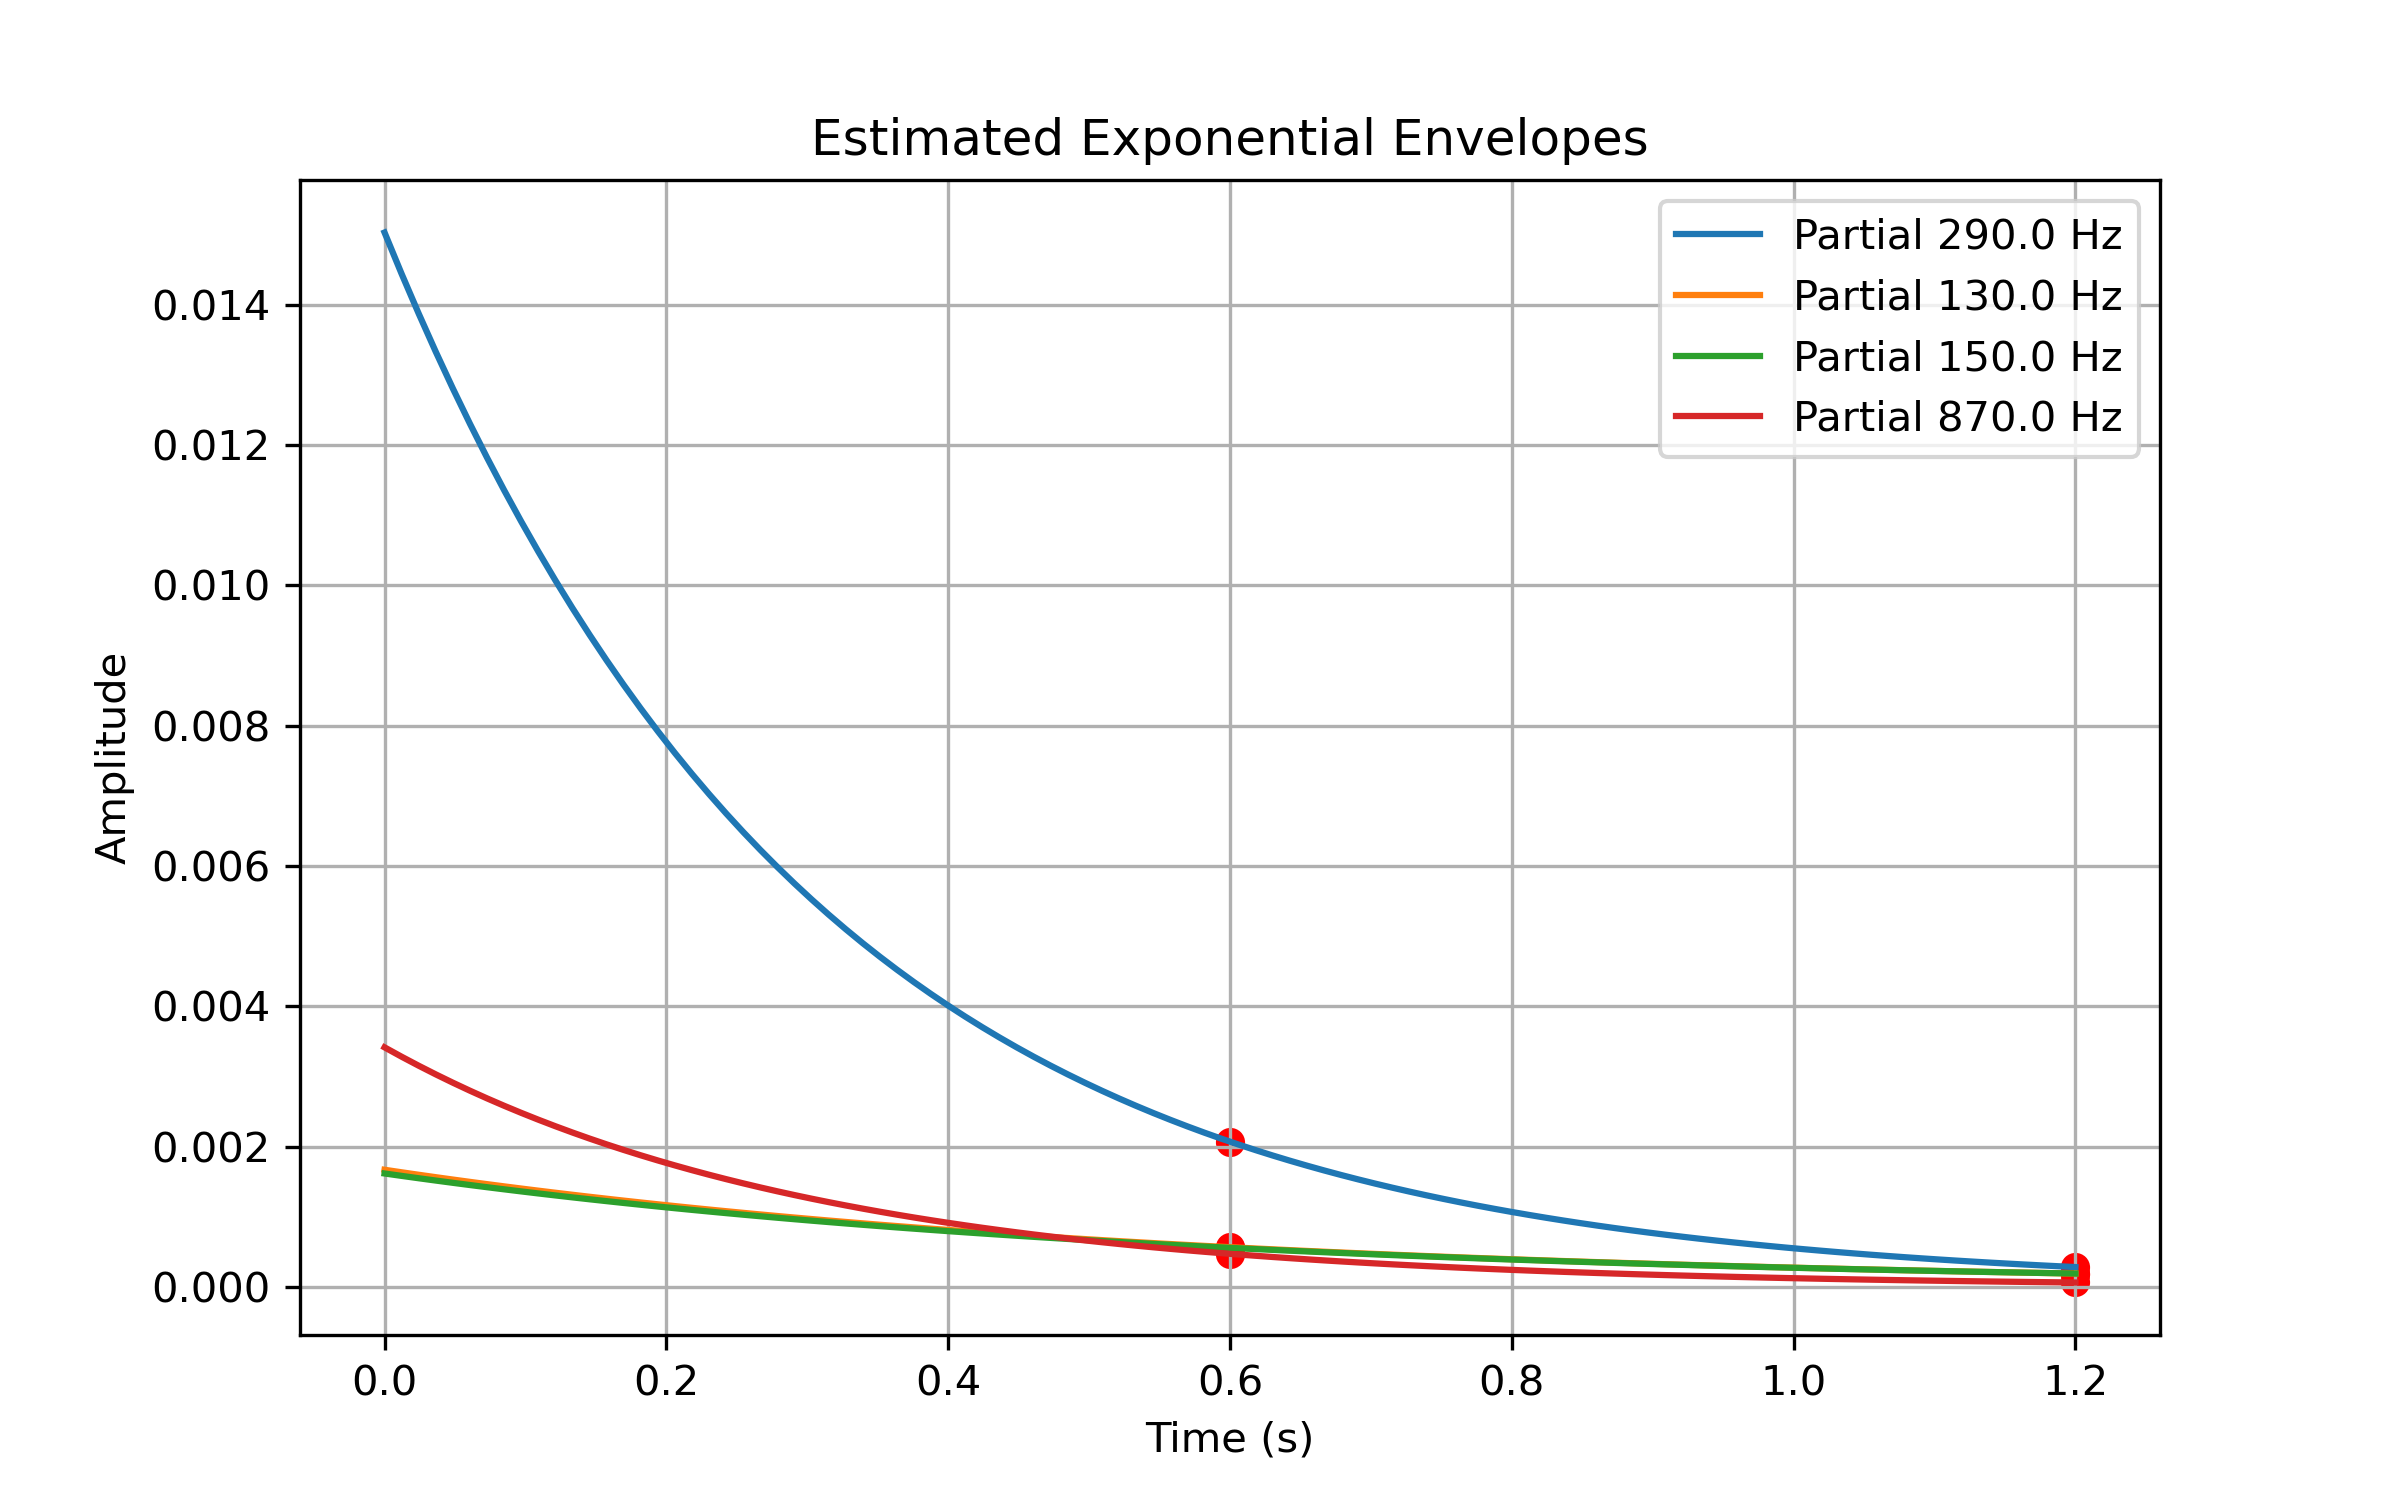 Estimated Exponential Envelopes
Partial 290.0 Hz
Partial 130.0 Hz
Partial 150.0 Hz
Partial 870.0 Hz
0.014
0.012
0.010
0.008
0.006
0.004
0.002
0.000
Amplitude
0.0 0.2 0.4 0.6 0.8 1.0 1.2
Time (s)